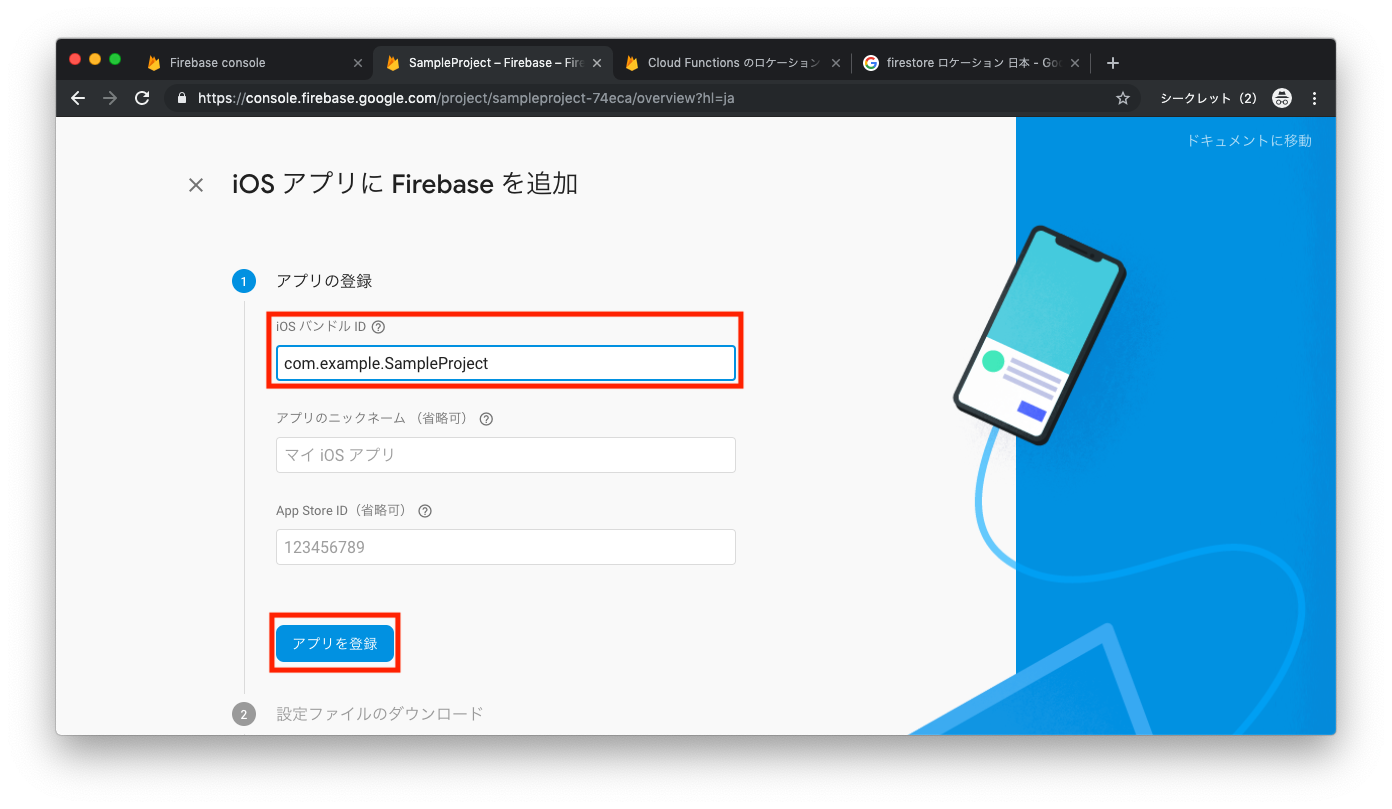 Firebase console
SampleProject – Firebase – Fire
Cloud Functions のロケーション
firestore ロケーション 日本 - Goo
https://console.firebase.google.com/project/sampleproject-74eca/overview?hl=ja
シークレット（2）
ドキュメントに移動
iOS アプリに Firebase を追加
1 アプリの登録
iOS バンドル ID
com.example.SampleProject
アプリのニックネーム （省略可）
マイ iOS アプリ
App Store ID（省略可）
123456789
アプリを登録
2 設定ファイルのダウンロード